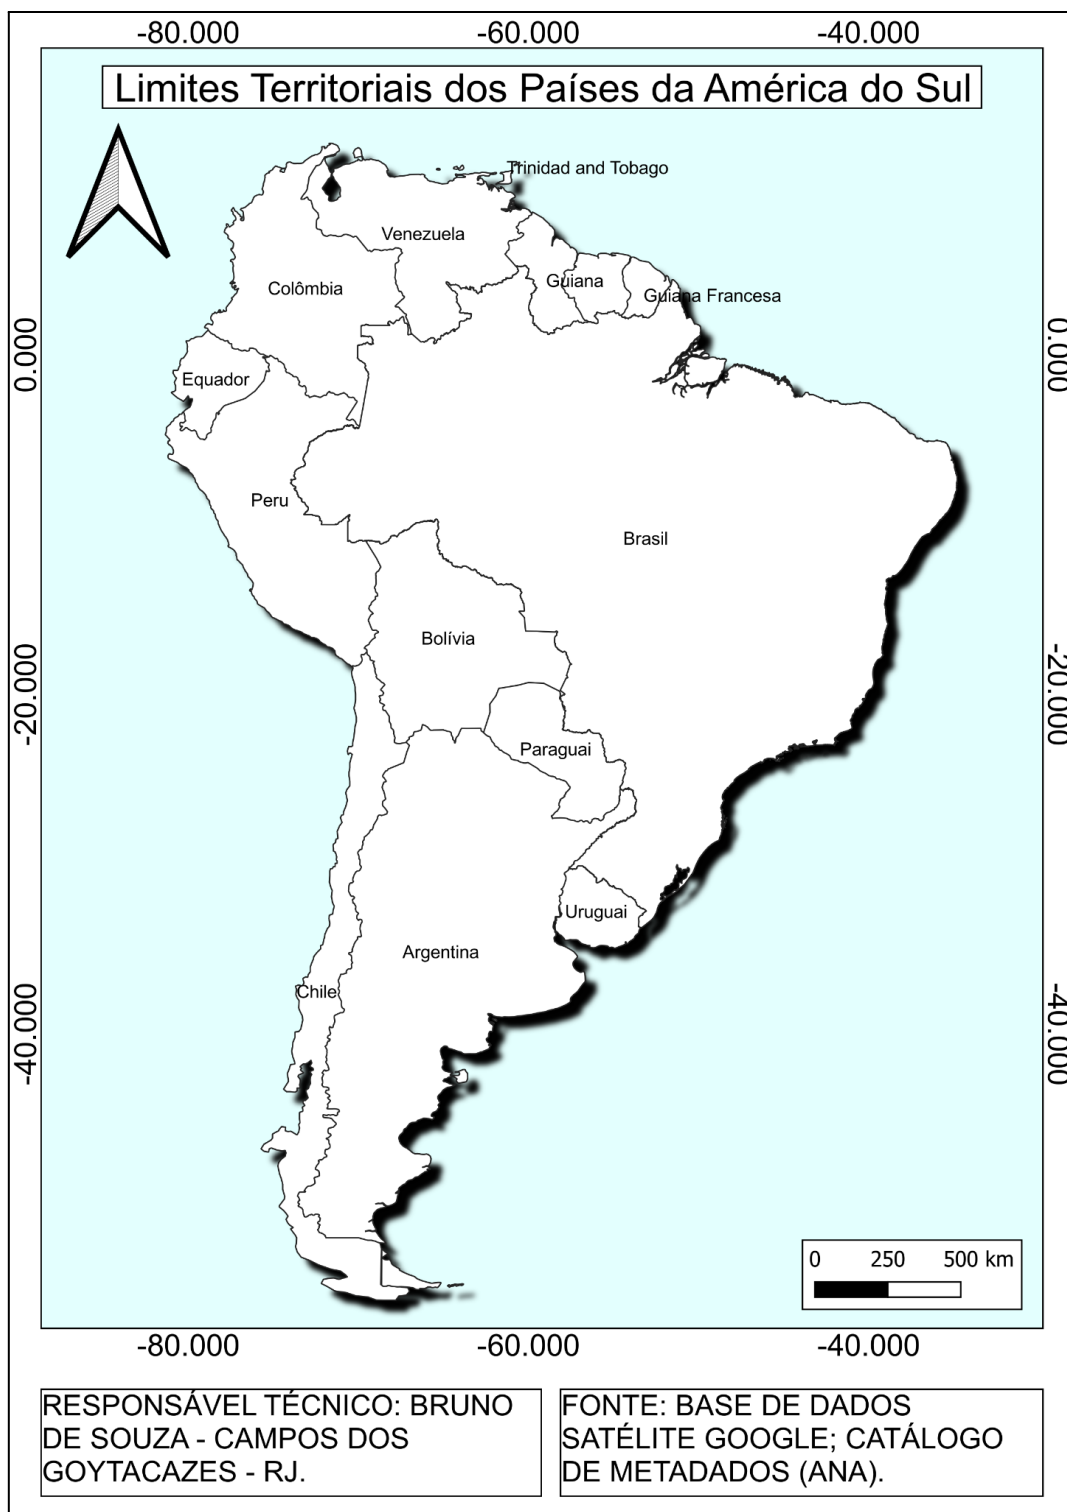 -80.000 -60.000 -40.000
Limites Territoriais dos Países da América do Sul
Trinidad and Tobago
Venezuela
Guiana
Colômbia
Guiana Francesa
0.000
0.000
Equador
Peru
Brasil
Bolívia
-20.000
-20.000
Paraguai
Uruguai
Argentina
Chile
-40.000
-40.000
0 250 500 km
-80.000 -60.000 -40.000
RESPONSÁVEL TÉCNICO: BRUNO
DE SOUZA - CAMPOS DOS
GOYTACAZES - RJ.
FONTE: BASE DE DADOS
SATÉLITE GOOGLE; CATÁLOGO
DE METADADOS (ANA).